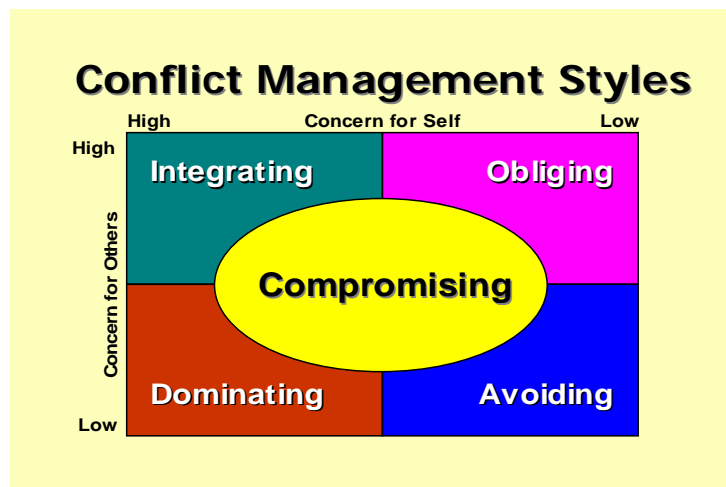 Conflict Management Styles
High Concern for Self Low
High
Integrating Obliging
Concern for Others
Compromising
Dominating Avoiding
Low